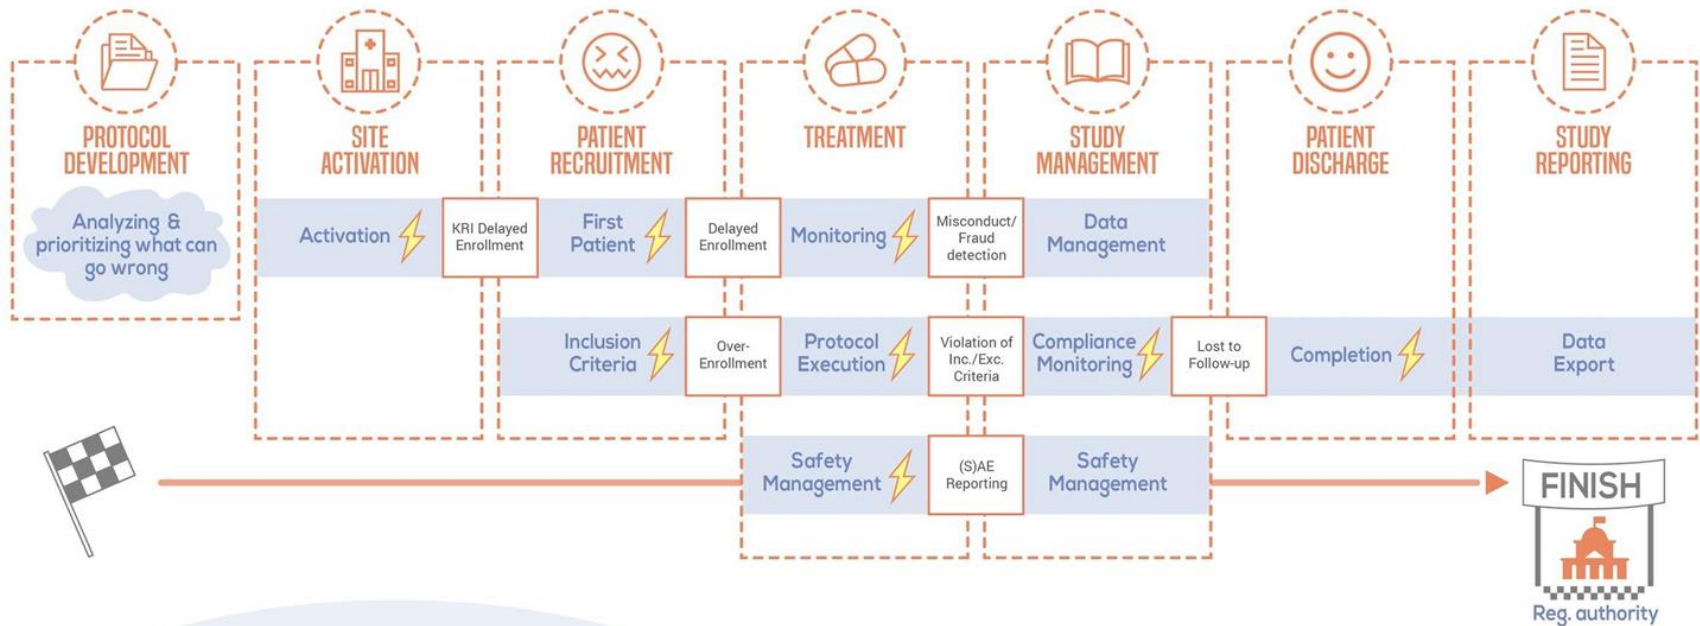 PROTOCOL
DEVELOPMENT
SITE
ACTIVATION
PATIENT
RECRUITMENT
TREATMENT
STUDY
MANAGEMENT
PATIENT
DISCHARGE
STUDY
REPORTING
Analyzing &
prioritizing what can
go wrong
Activation
KRI Delayed
Enrollment
First
Patient
Delayed
Enrollment
Monitoring
Misconduct/
Fraud
detection
Data
Management
Inclusion
Criteria
Over-
Enrollment
Protocol
Execution
Violation of
Inc./Exc.
Criteria
Compliance
Monitoring
Lost to
Follow-up
Completion
Data
Export
Safety
Management
(S)AE
Reporting
Safety
Management
FINISH
Reg. authority